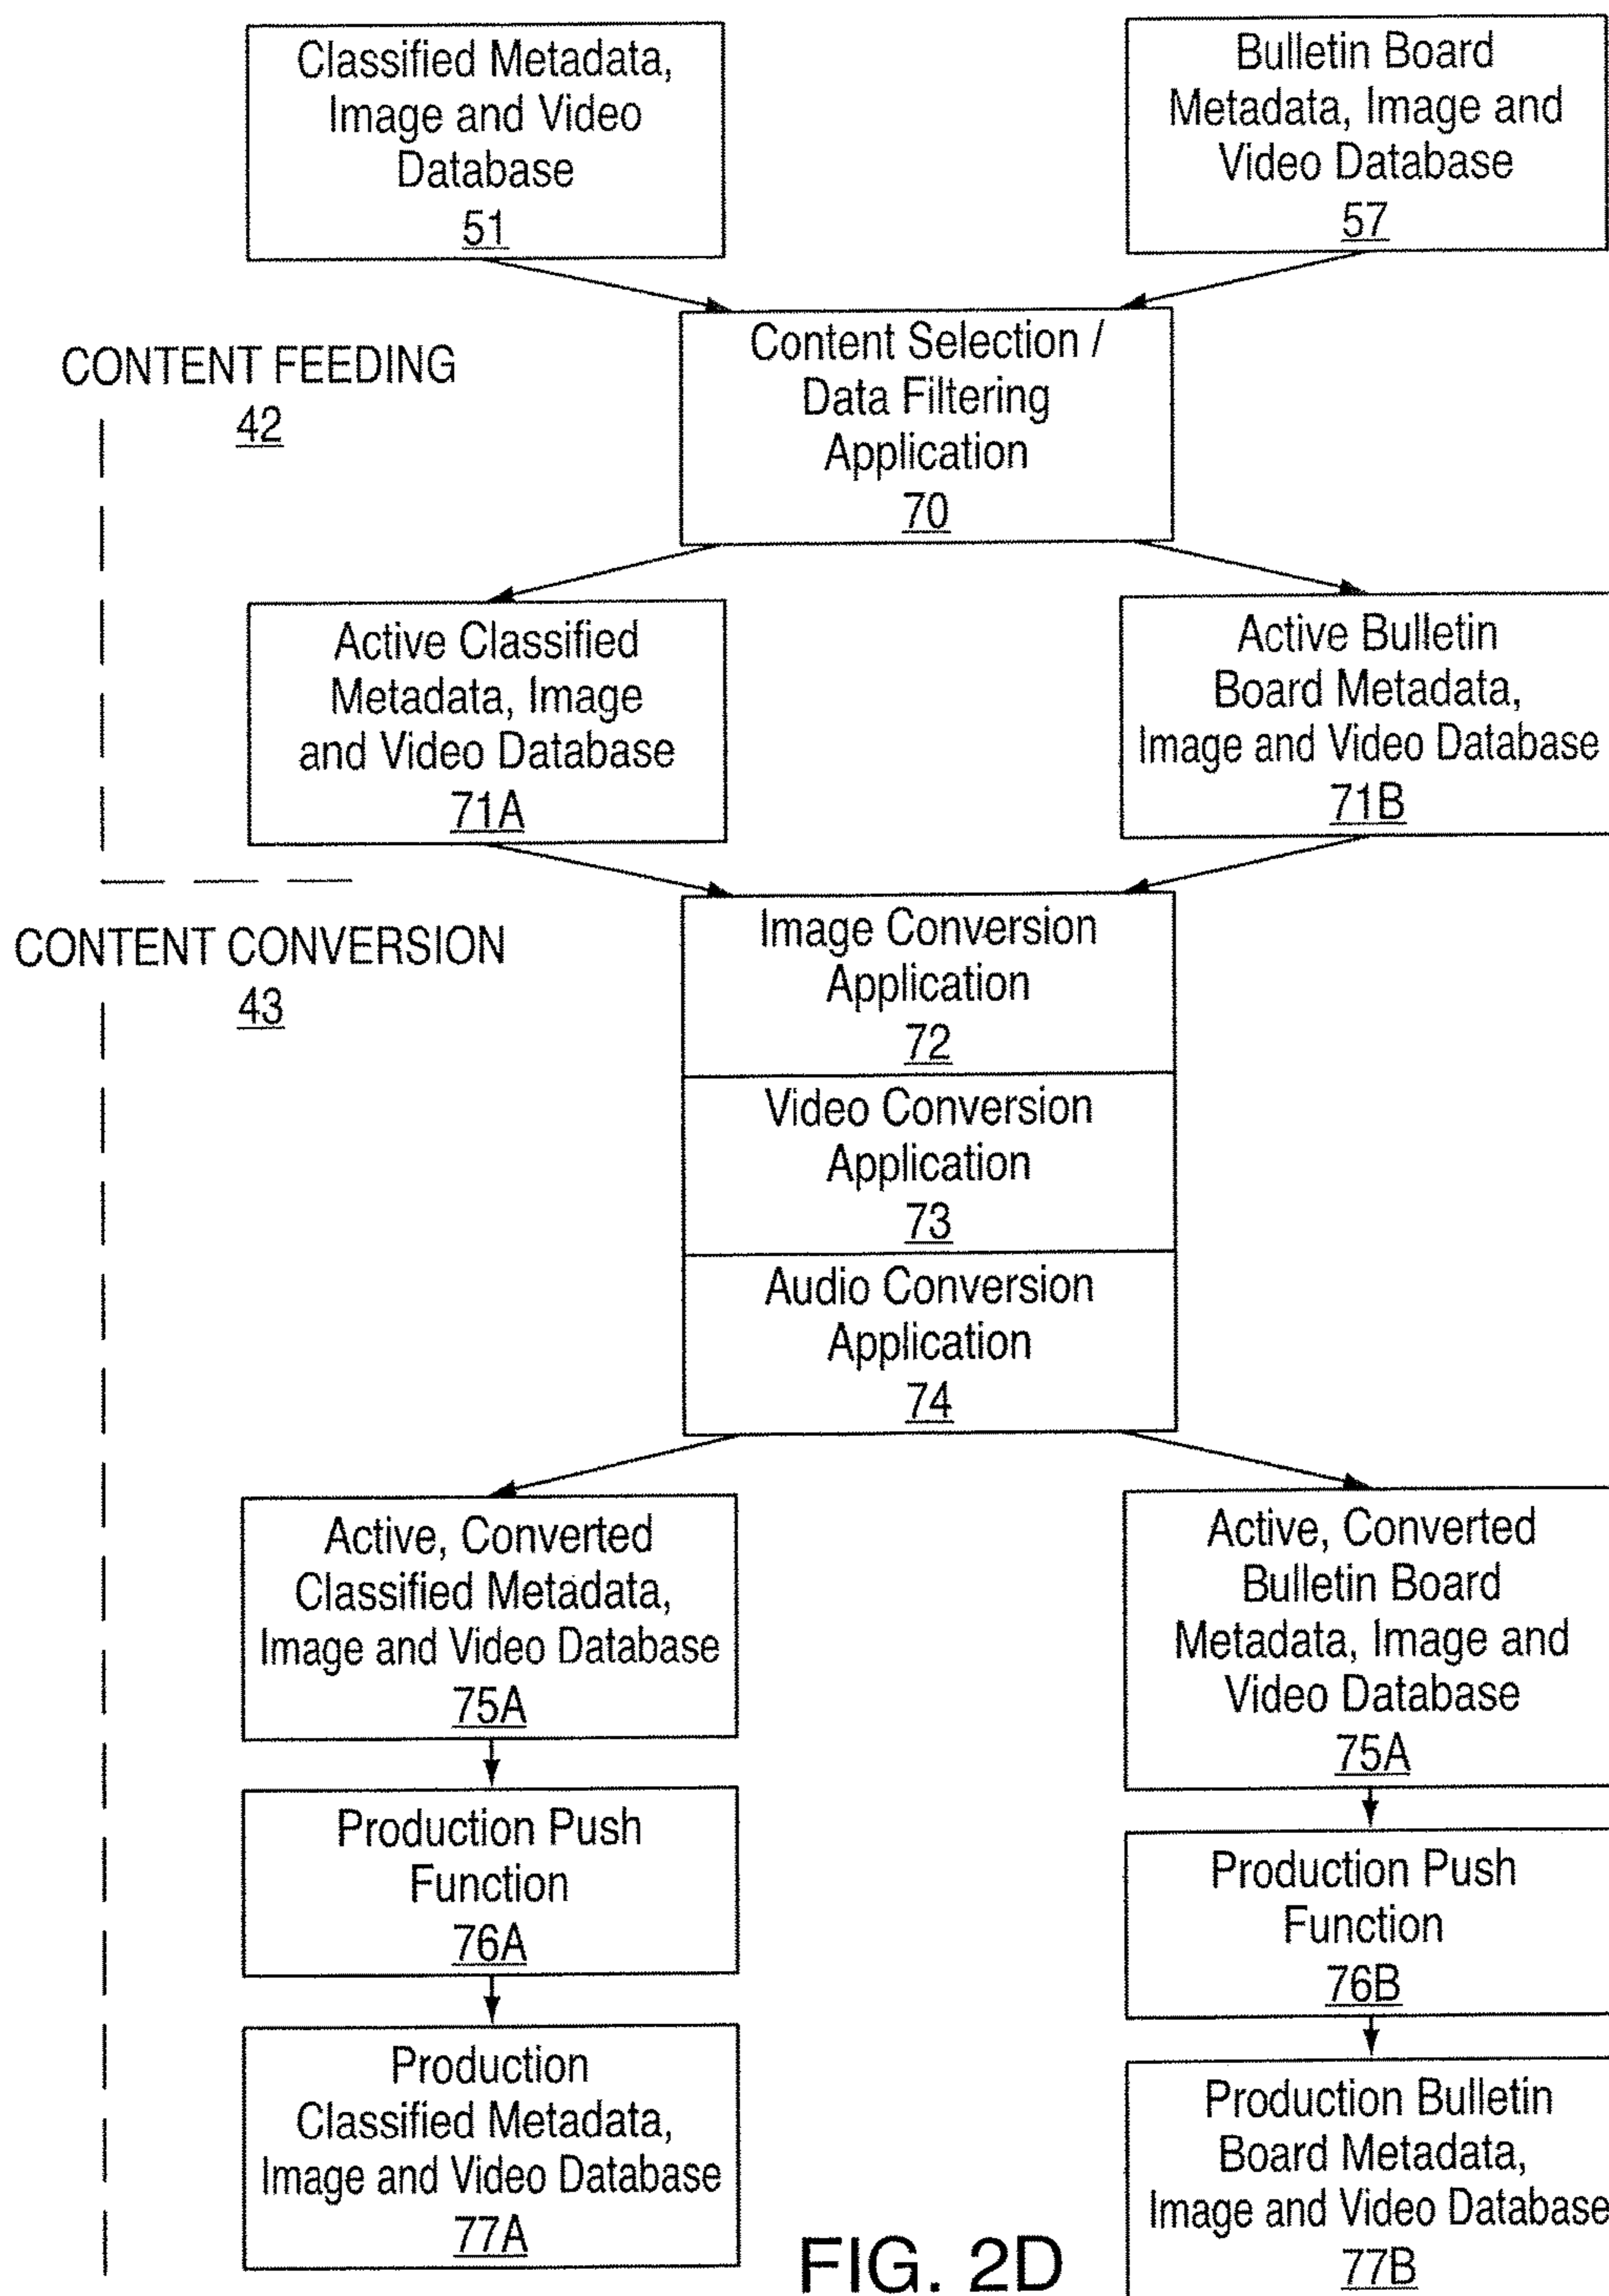 Classified Metadata,
Image and Video
Database
51
Bulletin Board
Metadata, Image and
Video Database
57
CONTENT FEEDING
42
Content Selection /
Data Filtering
Application
70
Active Classified
Metadata, Image
and Video Database
71A
Active Bulletin
Board Metadata,
Image and Video Database
71B
CONTENT CONVERSION
43
Image Conversion
Application
72
Video Conversion
Application
73
Audio Conversion
Application
74
Active, Converted
Classified Metadata,
Image and Video Database
75A
Active, Converted
Bulletin Board
Metadata, Image and
Video Database
75A
Production Push
Function
76A
Production Push
Function
76B
Production
Classified Metadata,
Image and Video Database
77A
Production Bulletin
Board Metadata,
Image and Video Database
77B
FIG. 2D